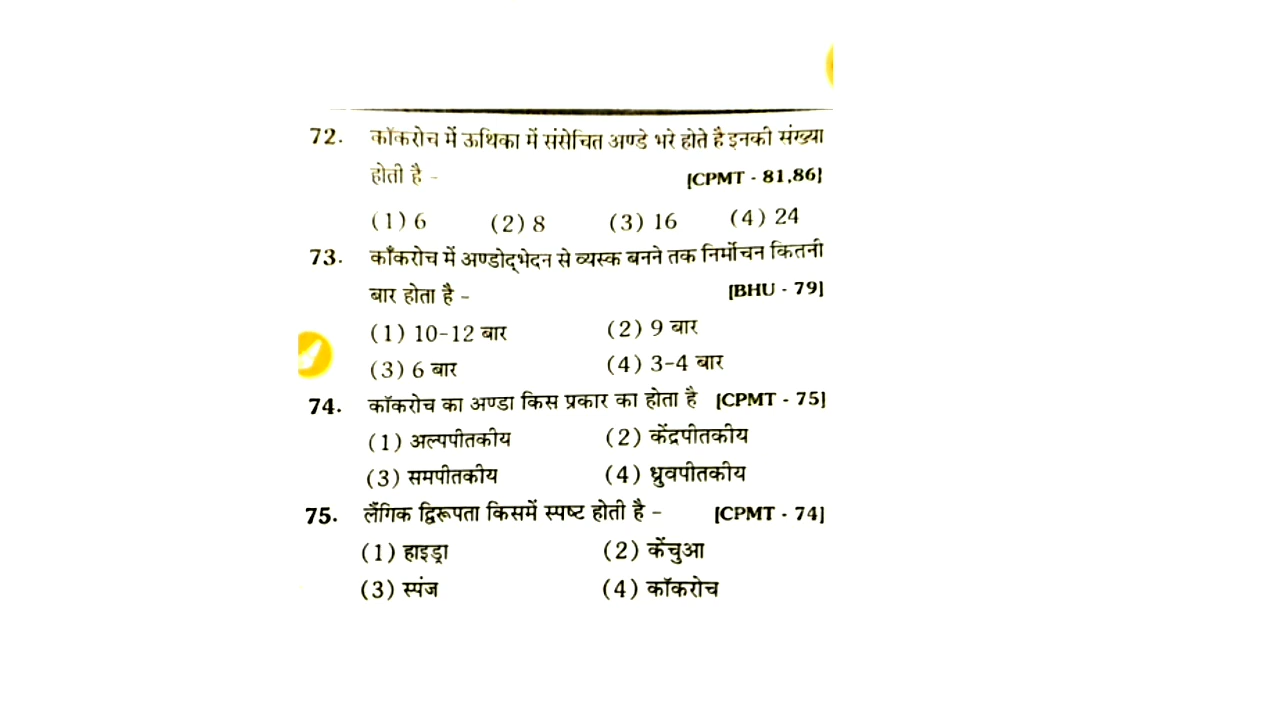 72. कॉकरोच में ऊथिका में संसेचित अण्डे भरे होते है इनकी संख्या
होती है - [CPMT - 81,86]
(1) 6 (2) 8 (3) 16 (4) 24
73. कॉंकरोच में अण्डोद्भेदन से व्यस्क बनने तक निर्मोचन कितनी
बार होता है - [BHU - 79]
(1) 10-12 बार (2) 9 बार
(3) 6 बार (4) 3-4 बार
74. कॉकरोच का अण्डा किस प्रकार का होता है [CPMT - 75]
(1) अल्पपीतकीय (2) केंद्रपीतकीय
(3) समपीतकीय (4) ध्रुवपीतकीय
75. लैंगिक द्विरूपता किसमें स्पष्ट होती है - [CPMT - 74]
(1) हाइड्रा (2) केंचुआ
(3) स्पंज (4) कॉकरोच